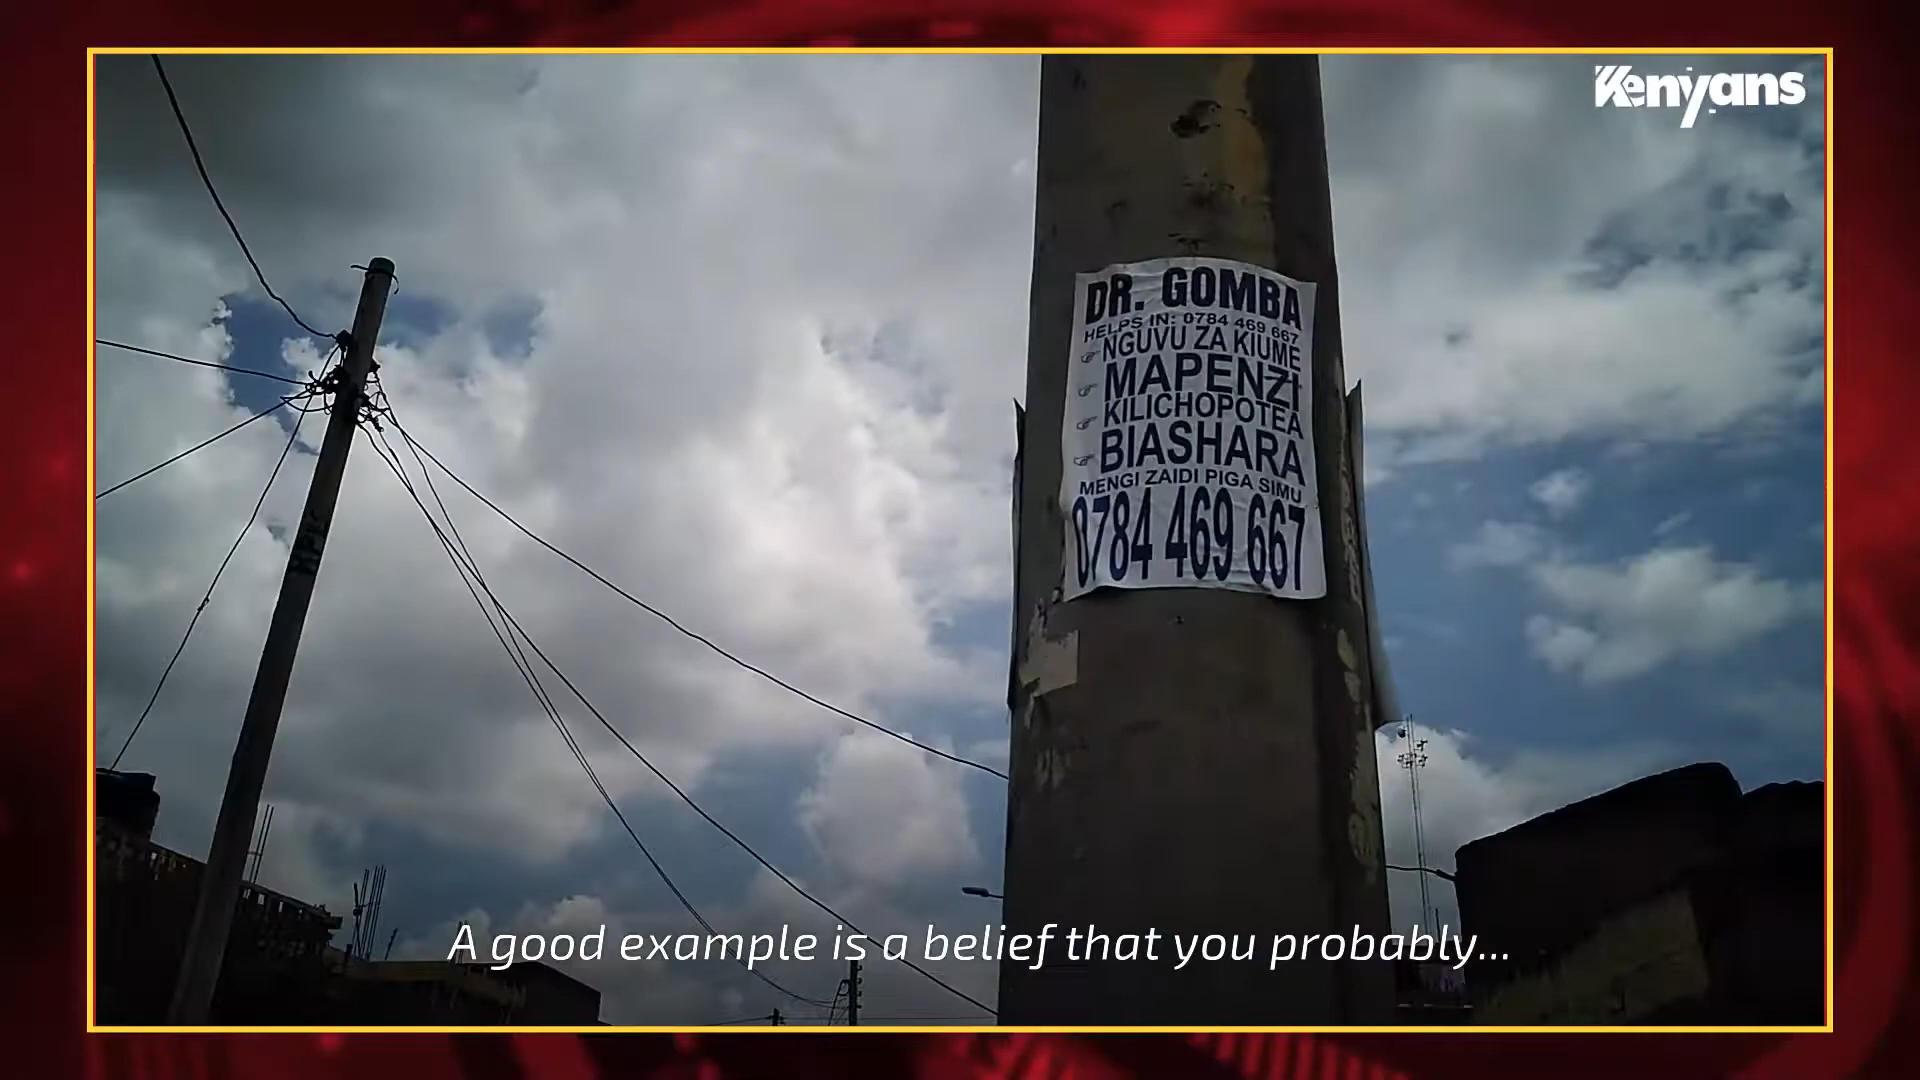 Kenyans
DR. GOMBA
HELPS IN: 0784 469 667
NGUVU ZA KIUME
MAPENZI
KILICHOPOTEA
BIASHARA
MENGI ZAIDI PIGA SIMU
0784 469 667
A good example is a belief that you probably...